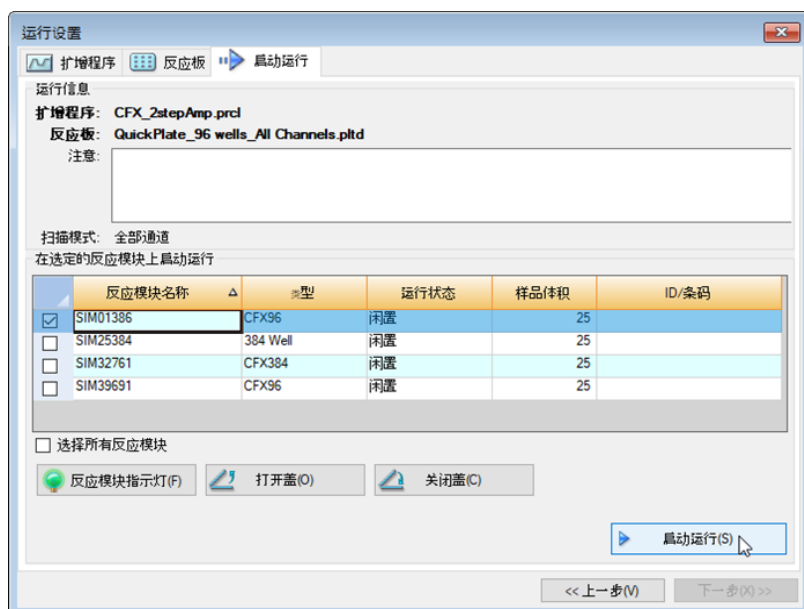 运行设置
扩增程序 反应板 启动运行
运行信息
扩增程序: CFX_2stepAmp.prcl
反应板: QuickPlate_96 wells_All Channels.pltd
注意:
扫描模式: 全部通道
在选定的反应模块上启动运行
反应模块名称 类型 运行状态 样品体积 ID/条码
SIM01386 CFX96 闲置 25
SIM25384 384 Well 闲置 25
SIM32761 CFX384 闲置 25
SIM39691 CFX96 闲置 25
选择所有反应模块
反应模块指示灯(F) 打开盖(O) 关闭盖(C)
启动运行(S)
<<上一步(V) 下一步(X)>>